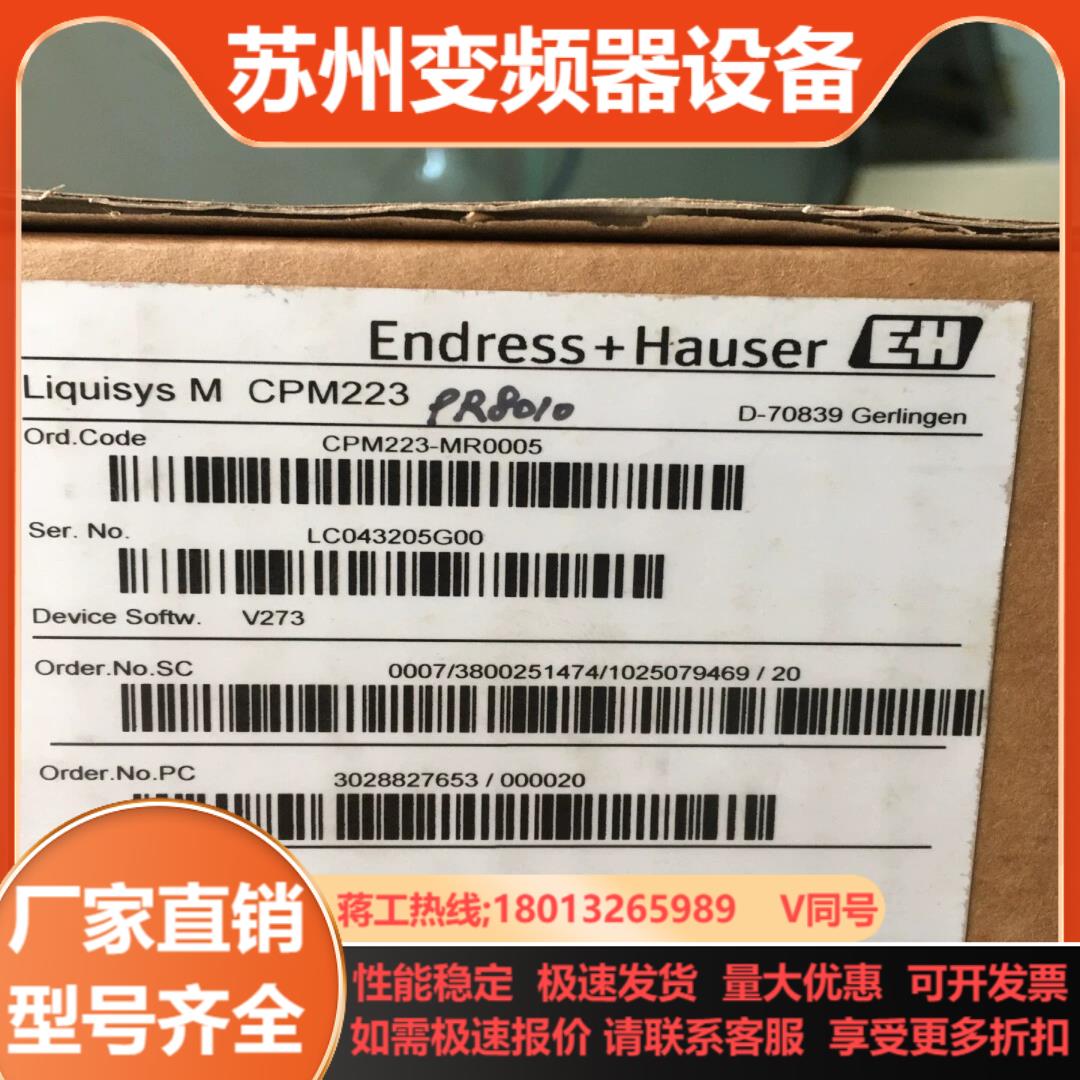 苏州变频器设备
Endress+Hauser EH
Liquisys M CPM223 PR8010 D-70839 Gerlingen
Ord.Code CPM223-MR0005
Ser. No. LC043205G00
Device Softw. V273
Order.No.SC 0007/3800251474/1025079469 / 20
Order.No.PC 3028827653 / 000020
厂家直销
型号齐全
蒋工热线;18013265989 V同号
性能稳定 极速发货 量大优惠 可开发票
如需极速报价 请联系客服 享受更多折扣